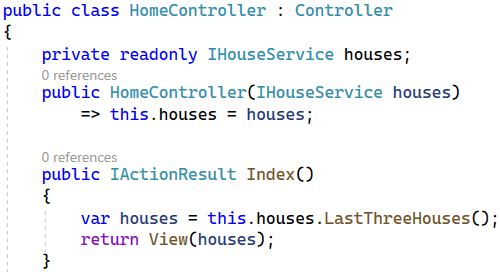 public class HomeController : Controller
{
private readonly IHouseService houses;
0 references
public HomeController(IHouseService houses)
=> this.houses = houses;
0 references
public IActionResult Index()
{
var houses = this.houses.LastThreeHouses();
return View(houses);
}